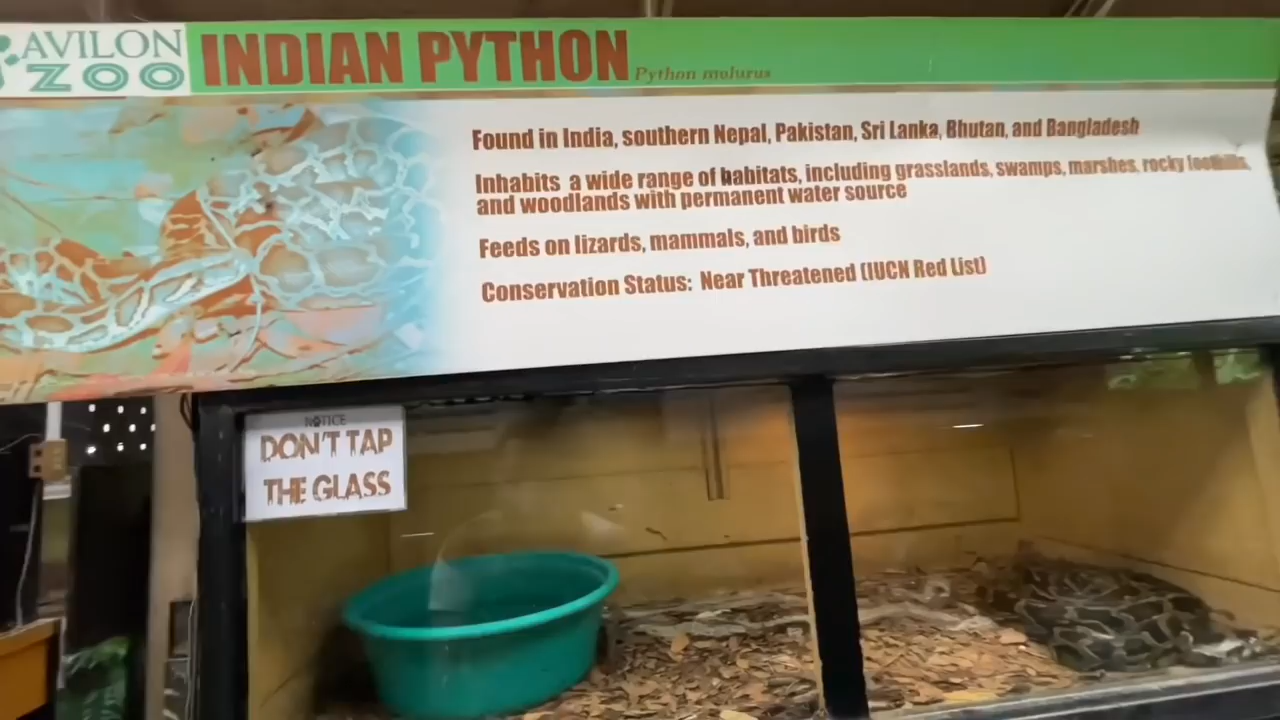 AVILON
ZOO
INDIAN PYTHON Python molurus
Found in India, southern Nepal, Pakistan, Sri Lanka, Bhutan, and Bangladesh
Inhabits a wide range of habitats, including grasslands, swamps, marshes, rocky foothills,
and woodlands with permanent water source
Feeds on lizards, mammals, and birds
Conservation Status: Near Threatened (IUCN Red List)
NOTICE
DON'T TAP
THE GLASS